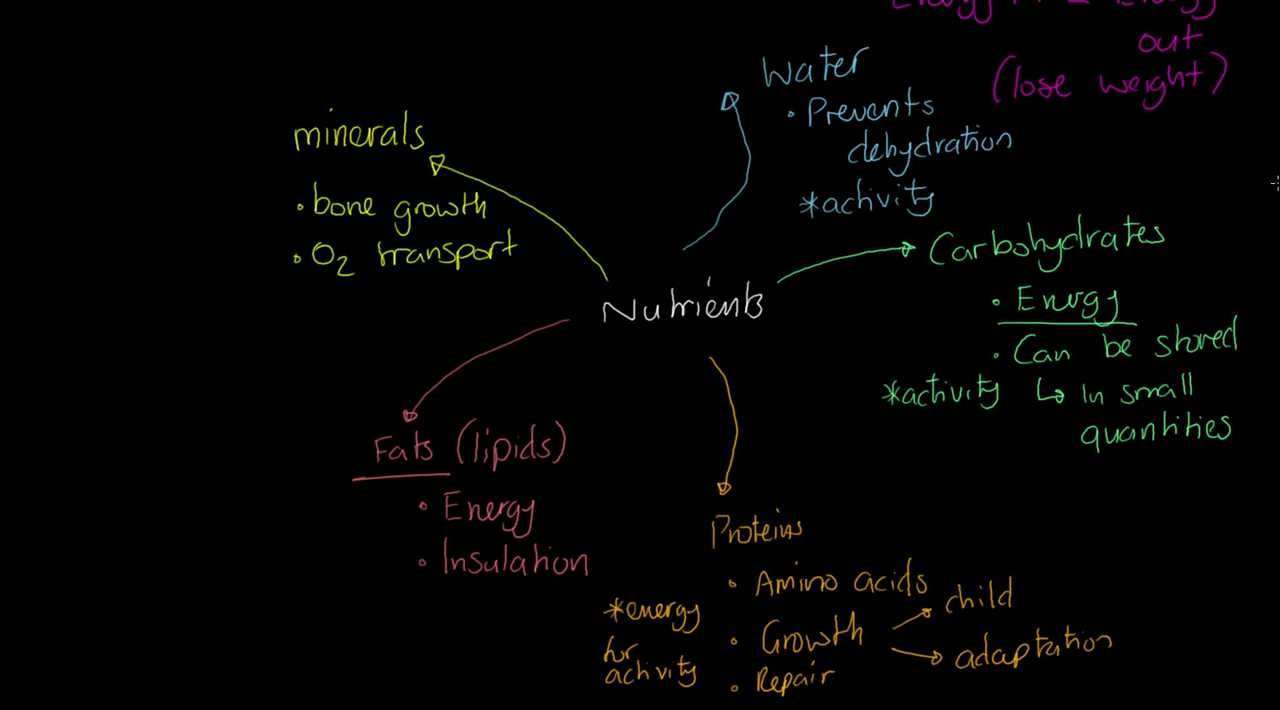 out
(lose weight)
Water
• Prevents
dehydration
*activity
minerals
• bone growth
• O2 transport
Carbohydrates
• Energy
• Can be stored
*activity ↳ In small
quantities
Nutrients
Fats (lipids)
• Energy
• Insulation
Proteins
• Amino acids
• Growth → child
→ adaptation
• Repair
*energy
for
activity